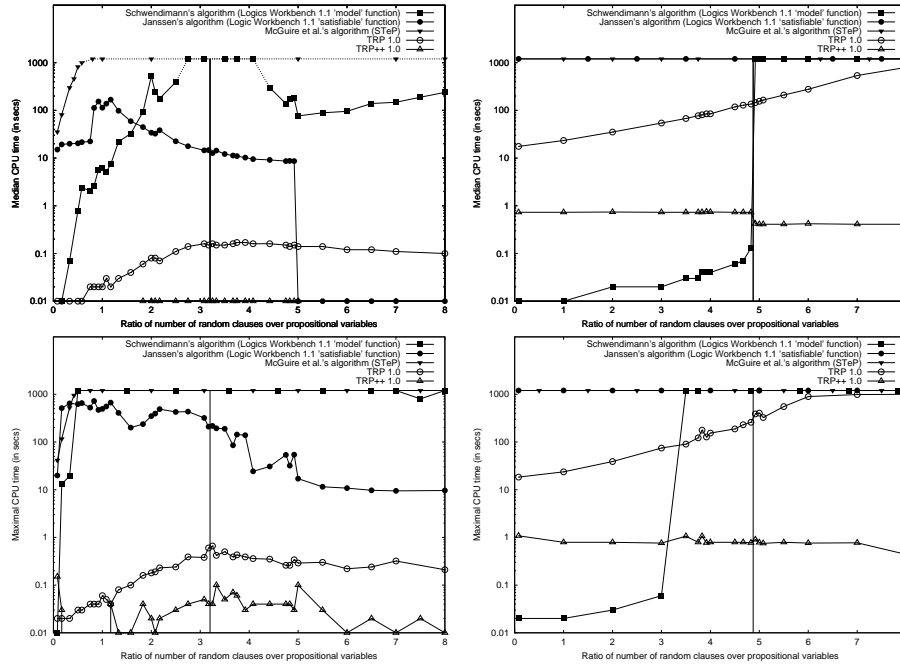 Schwendimann's algorithm (Logics Workbench 1.1 'model' function)
Janssen's algorithm (Logic Workbench 1.1 'satisfiable' function)
McGuire et al.'s algorithm (STeP)
TRP 1.0
TRP++ 1.0
1000
100
10
1
0.1
0.01
Median CPU time (in secs)
0 1 2 3 4 5 6 7 8
Ratio of number of random clauses over propositional variables
Schwendimann's algorithm (Logics Workbench 1.1 'model' function)
Janssen's algorithm (Logic Workbench 1.1 'satisfiable' function)
McGuire et al.'s algorithm (STeP)
TRP 1.0
TRP++ 1.0
1000
100
10
1
0.1
0.01
Median CPU time (in secs)
0 1 2 3 4 5 6 7
Ratio of number of random clauses over propositional variables
Schwendimann's algorithm (Logics Workbench 1.1 'model' function)
Janssen's algorithm (Logic Workbench 1.1 'satisfiable' function)
McGuire et al.'s algorithm (STeP)
TRP 1.0
TRP++ 1.0
1000
100
10
1
0.1
0.01
Maximal CPU time (in secs)
0 1 2 3 4 5 6 7 8
Ratio of number of random clauses over propositional variables
Schwendimann's algorithm (Logics Workbench 1.1 'model' function)
Janssen's algorithm (Logic Workbench 1.1 'satisfiable' function)
McGuire et al.'s algorithm (STeP)
TRP 1.0
TRP++ 1.0
1000
100
10
1
0.1
0.01
Maximal CPU time (in secs)
0 1 2 3 4 5 6 7
Ratio of number of random clauses over propositional variables